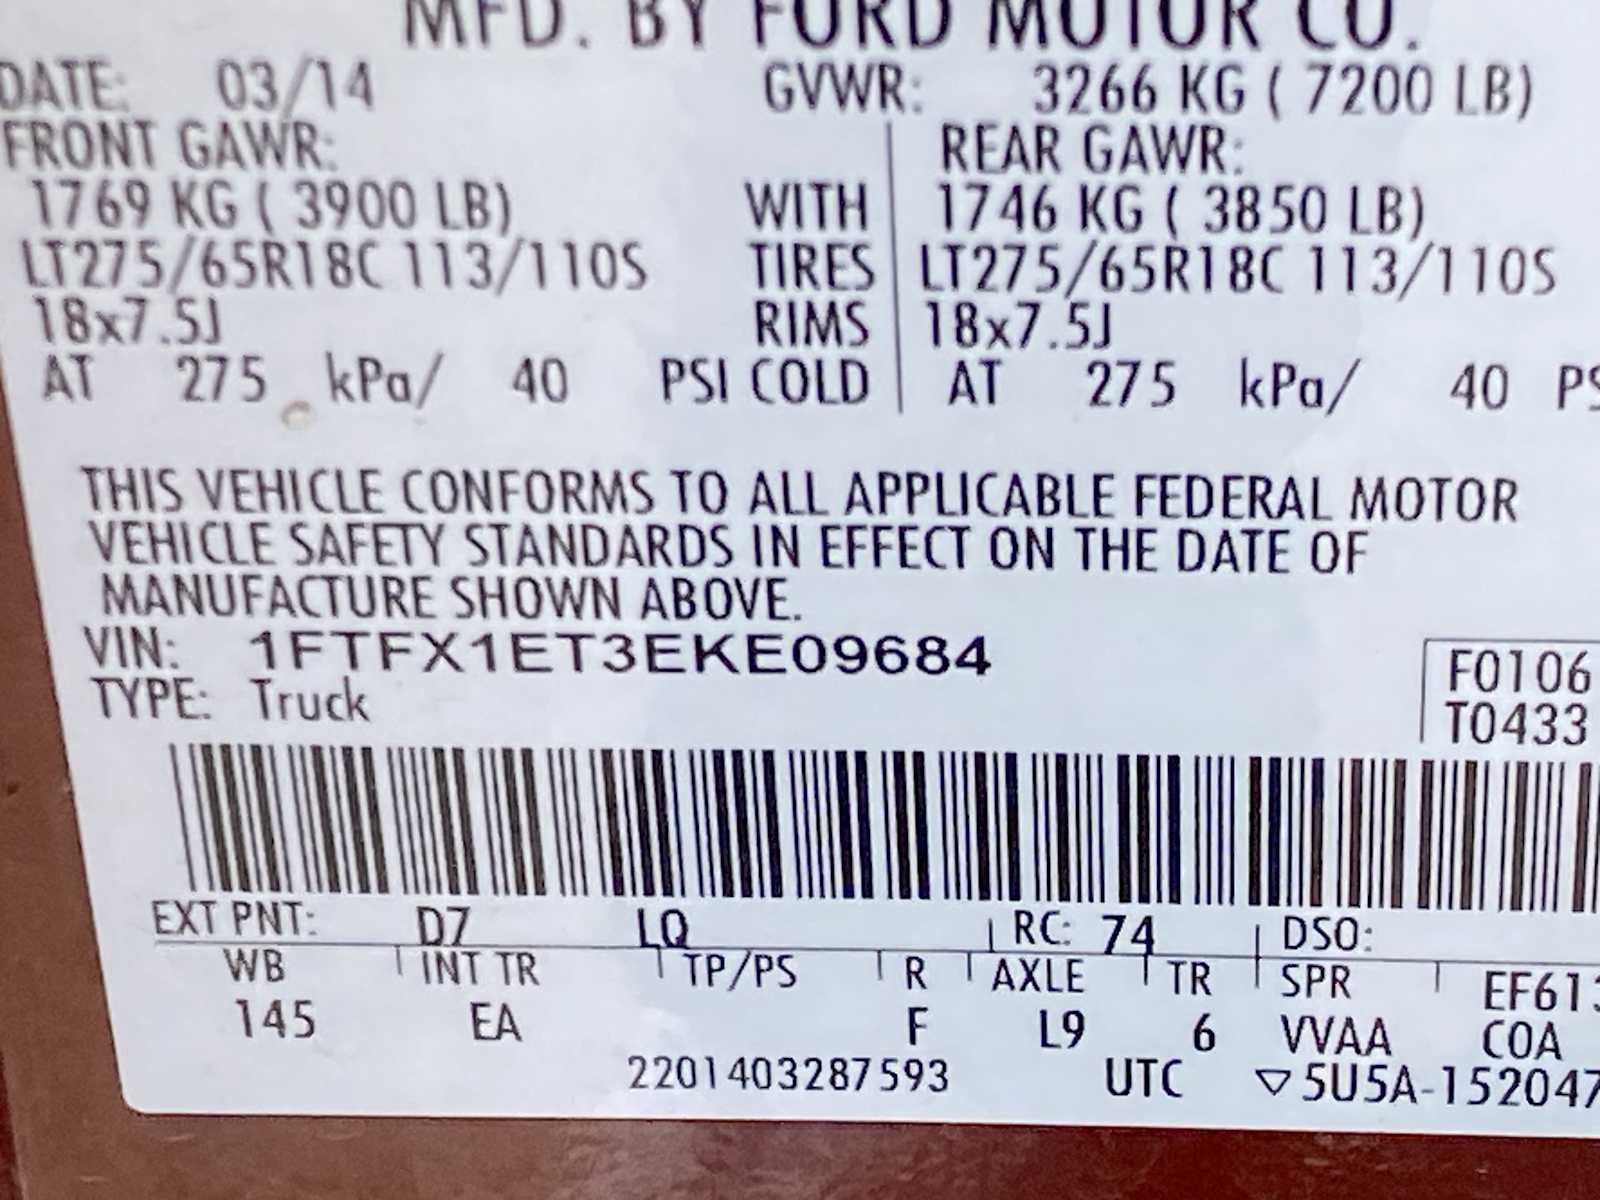 MFD. BY FORD MOTOR CO.
DATE: 03/14 GVWR: 3266 KG ( 7200 LB)
FRONT GAWR: REAR GAWR:
1769 KG ( 3900 LB) WITH 1746 KG ( 3850 LB)
LT275/65R18C 113/110S TIRES LT275/65R18C 113/110S
18x7.5J RIMS 18x7.5J
AT 275 kPa/ 40 PSI COLD AT 275 kPa/ 40 PS
THIS VEHICLE CONFORMS TO ALL APPLICABLE FEDERAL MOTOR
VEHICLE SAFETY STANDARDS IN EFFECT ON THE DATE OF
MANUFACTURE SHOWN ABOVE.
VIN: 1FTFX1ET3EKE09684
F0106
TYPE: Truck
T0433
EXT PNT: D7 LQ RC: 74 DSO:
WB INT TR TP/PS R AXLE TR SPR EF613
145 EA F L9 6 VVAA COA
2201403287593 UTC ▽5U5A-152047